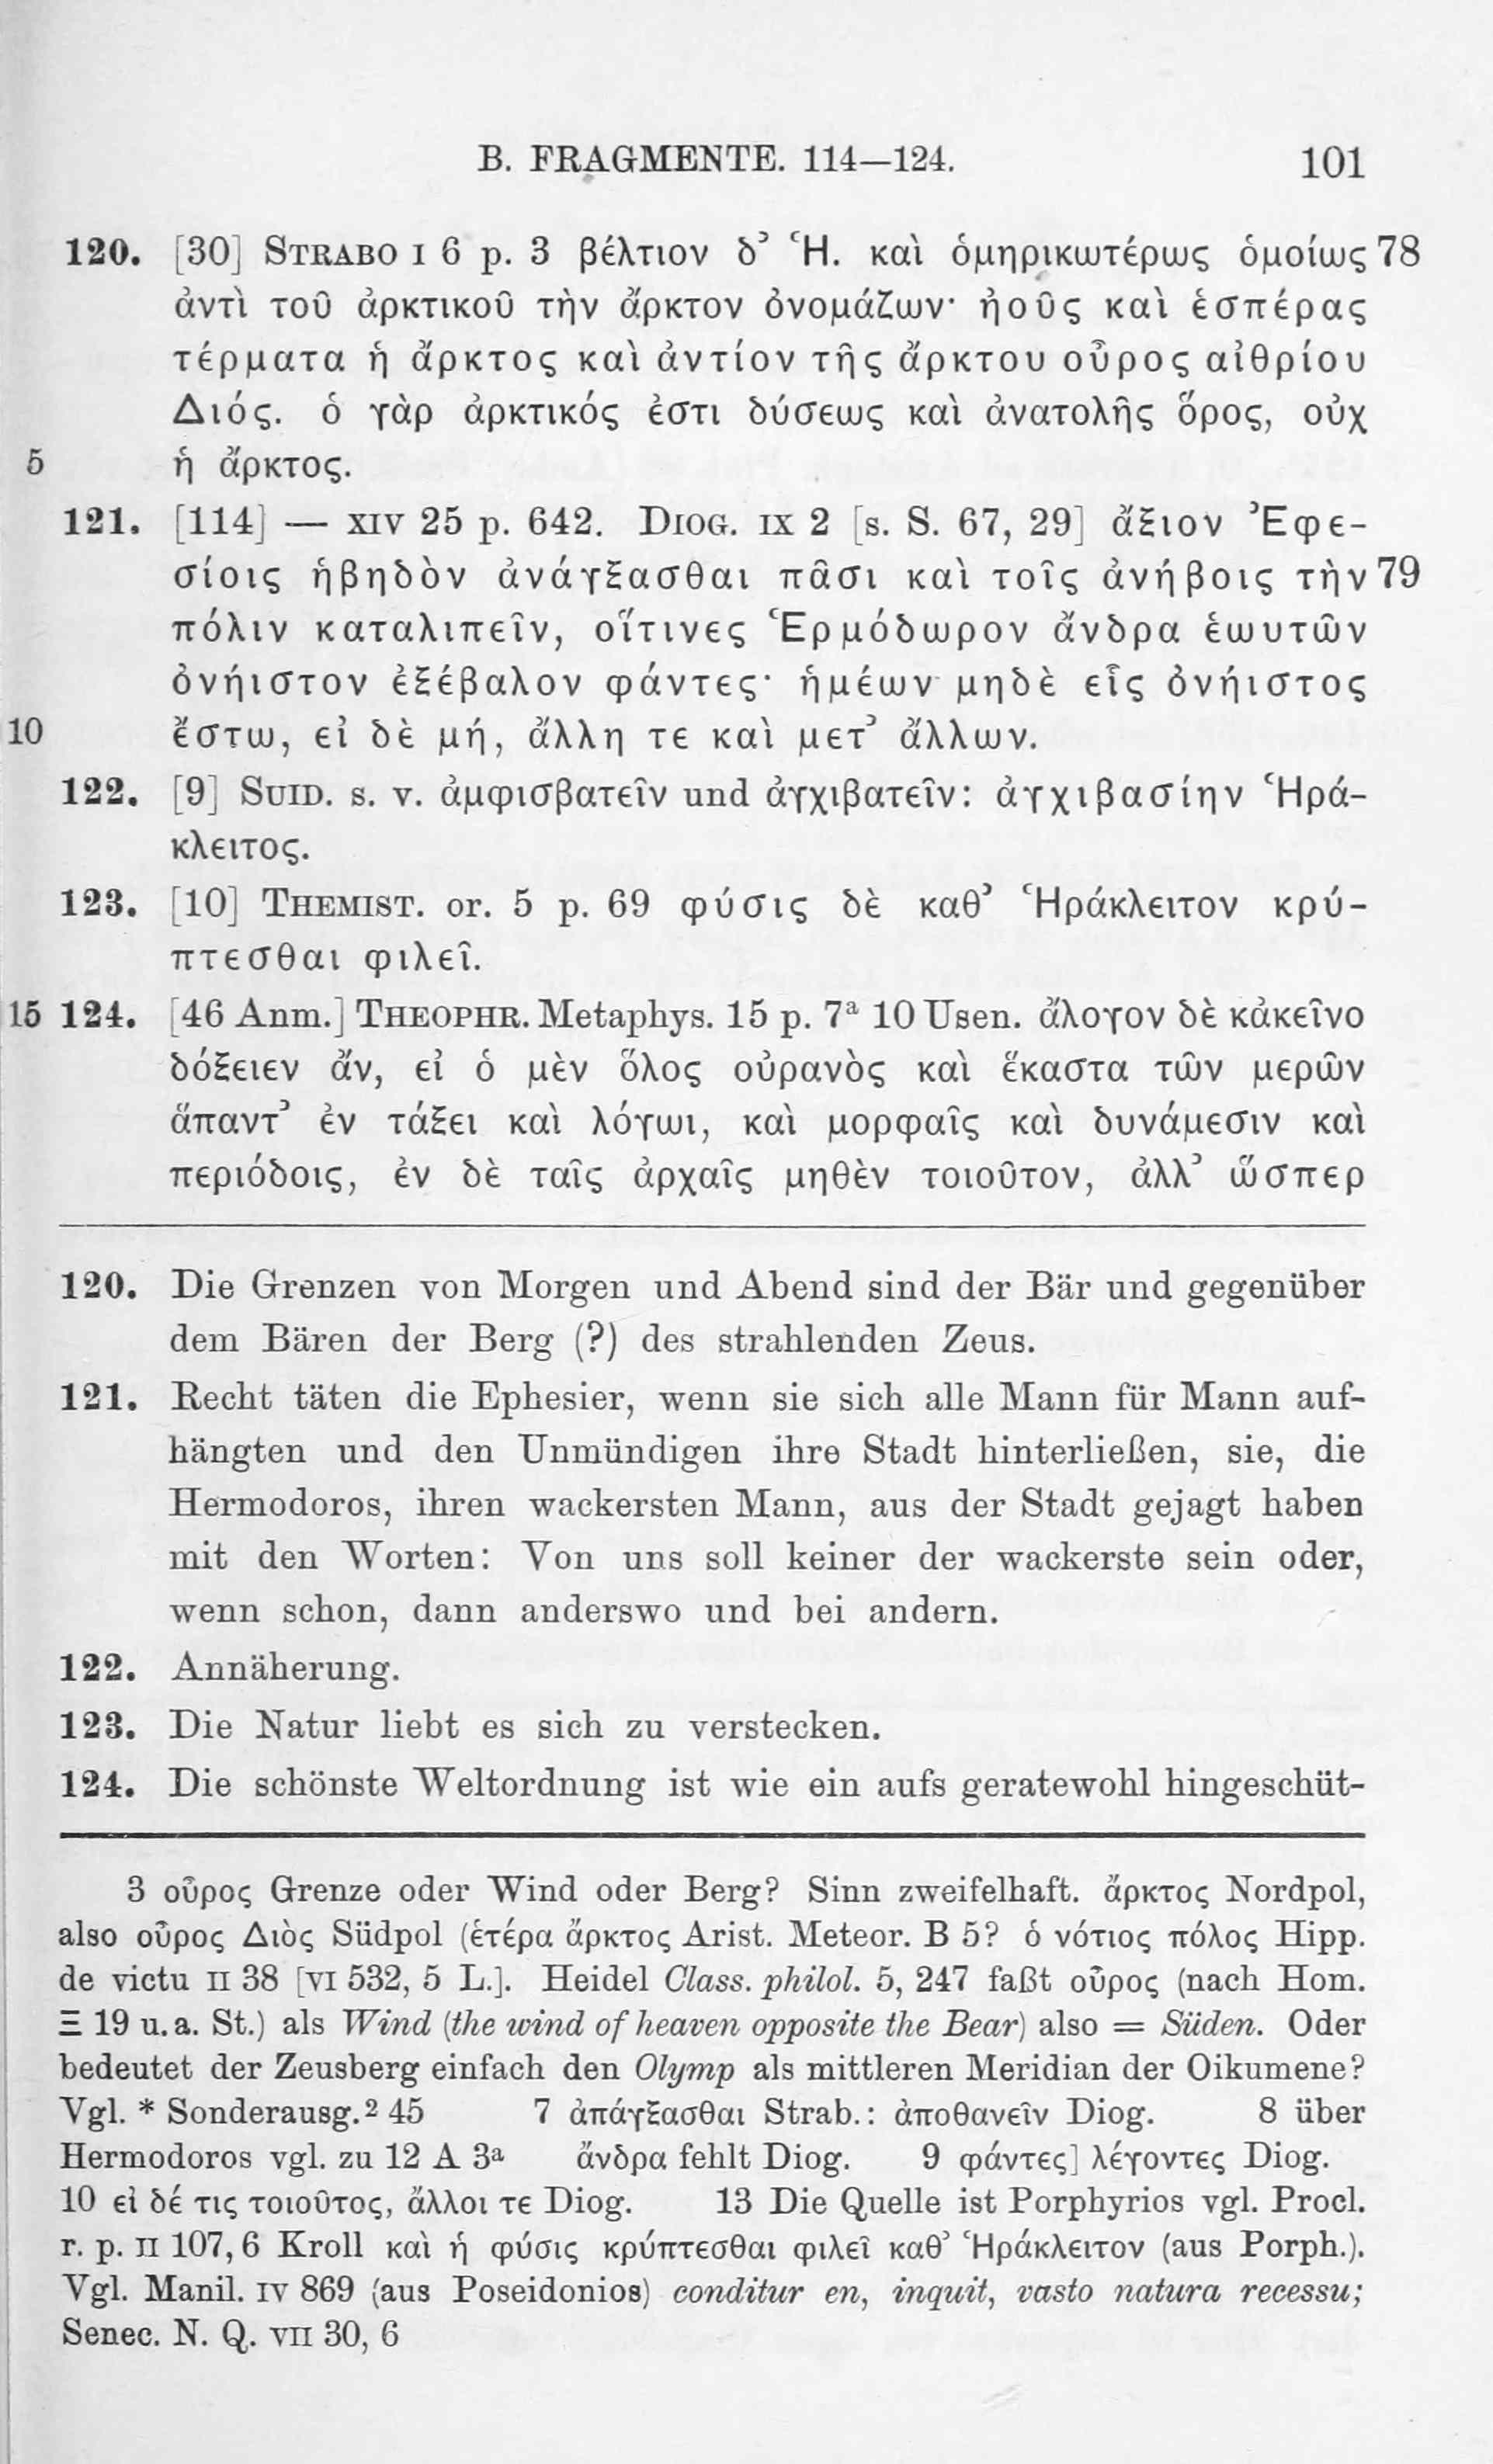 B. FRAGMENTE. 114—124. 101
120. [30] STRABO I 6 p. 3 βέλτιον δ᾽ Ἡ. καὶ ὁμηρικωτέρως ὁμοίως 78
ἀντὶ τοῦ ἀρκτικοῦ τὴν ἄρκτον ὀνομάζων· ἠοῦς καὶ ἑσπέρας
τέρματα ἡ ἄρκτος καὶ ἀντίον τῆς ἄρκτου οὖρος αἰθρίου
Διός. ὁ γὰρ ἀρκτικός ἐστι δύσεως καὶ ἀνατολῆς ὅρος, οὐχ
5 ἡ ἄρκτος.
121. [114] — XIV 25 p. 642. DIOG. IX 2 [s. S. 67, 29] ἄξιον Ἐφε-
σίοις ἡβηδὸν ἀνάγξασθαι πᾶσι καὶ τοῖς ἀνήβοις τὴν 79
πόλιν καταλιπεῖν, οἵτινες Ἑρμόδωρον ἄνδρα ἑωυτῶν
ὀνήιστον ἐξέβαλον φάντες· ἡμέων μηδὲ εἷς ὀνήιστος
10 ἔστω, εἰ δὲ μή, ἄλλη τε καὶ μετ᾽ ἄλλων.
122. [9] SUID. s. v. ἀμφισβατεῖν und ἀγχιβατεῖν: ἀγχιβασίην Ἡρά-
κλειτος.
123. [10] THEMIST. or. 5 p. 69 φύσις δὲ καθ᾽ Ἡράκλειτον κρύ-
πτεσθαι φιλεῖ.
15 124. [46 Anm.] THEOPHR. Metaphys. 15 p. 7ᵃ 10 Usen. ἄλογον δὲ κἀκεῖνο
δόξειεν ἄν, εἰ ὁ μὲν ὅλος οὐρανὸς καὶ ἕκαστα τῶν μερῶν
ἅπαντ᾽ ἐν τάξει καὶ λόγωι, καὶ μορφαῖς καὶ δυνάμεσιν καὶ
περιόδοις, ἐν δὲ ταῖς ἀρχαῖς μηθὲν τοιοῦτον, ἀλλ᾽ ὥσπερ
120. Die Grenzen von Morgen und Abend sind der Bär und gegenüber
dem Bären der Berg (?) des strahlenden Zeus.
121. Recht täten die Ephesier, wenn sie sich alle Mann für Mann auf-
hängten und den Unmündigen ihre Stadt hinterließen, sie, die
Hermodoros, ihren wackersten Mann, aus der Stadt gejagt haben
mit den Worten: Von uns soll keiner der wackerste sein oder,
wenn schon, dann anderswo und bei andern.
122. Annäherung.
123. Die Natur liebt es sich zu verstecken.
124. Die schönste Weltordnung ist wie ein aufs geratewohl hingeschüt-
3 οὖρος Grenze oder Wind oder Berg? Sinn zweifelhaft. ἄρκτος Nordpol,
also οὖρος Διὸς Südpol (ἑτέρα ἄρκτος Arist. Meteor. B 5? ὁ νότιος πόλος Hipp.
de victu II 38 [VI 532, 5 L.]. Heidel Class. philol. 5, 247 faßt οὖρος (nach Hom.
Ξ 19 u. a. St.) als Wind (the wind of heaven opposite the Bear) also = Süden. Oder
bedeutet der Zeusberg einfach den Olymp als mittleren Meridian der Oikumene?
Vgl. * Sonderausg.² 45 7 ἀπάγξασθαι Strab.: ἀποθανεῖν Diog. 8 über
Hermodoros vgl. zu 12 A 3ᵃ ἄνδρα fehlt Diog. 9 φάντες] λέγοντες Diog.
10 εἰ δέ τις τοιοῦτος, ἄλλοι τε Diog. 13 Die Quelle ist Porphyrios vgl. Procl.
r. p. II 107, 6 Kroll καὶ ἡ φύσις κρύπτεσθαι φιλεῖ καθ᾽ Ἡράκλειτον (aus Porph.).
Vgl. Manil. IV 869 (aus Poseidonios) conditur en, inquit, vasto natura recessu;
Senec. N. Q. VII 30, 6